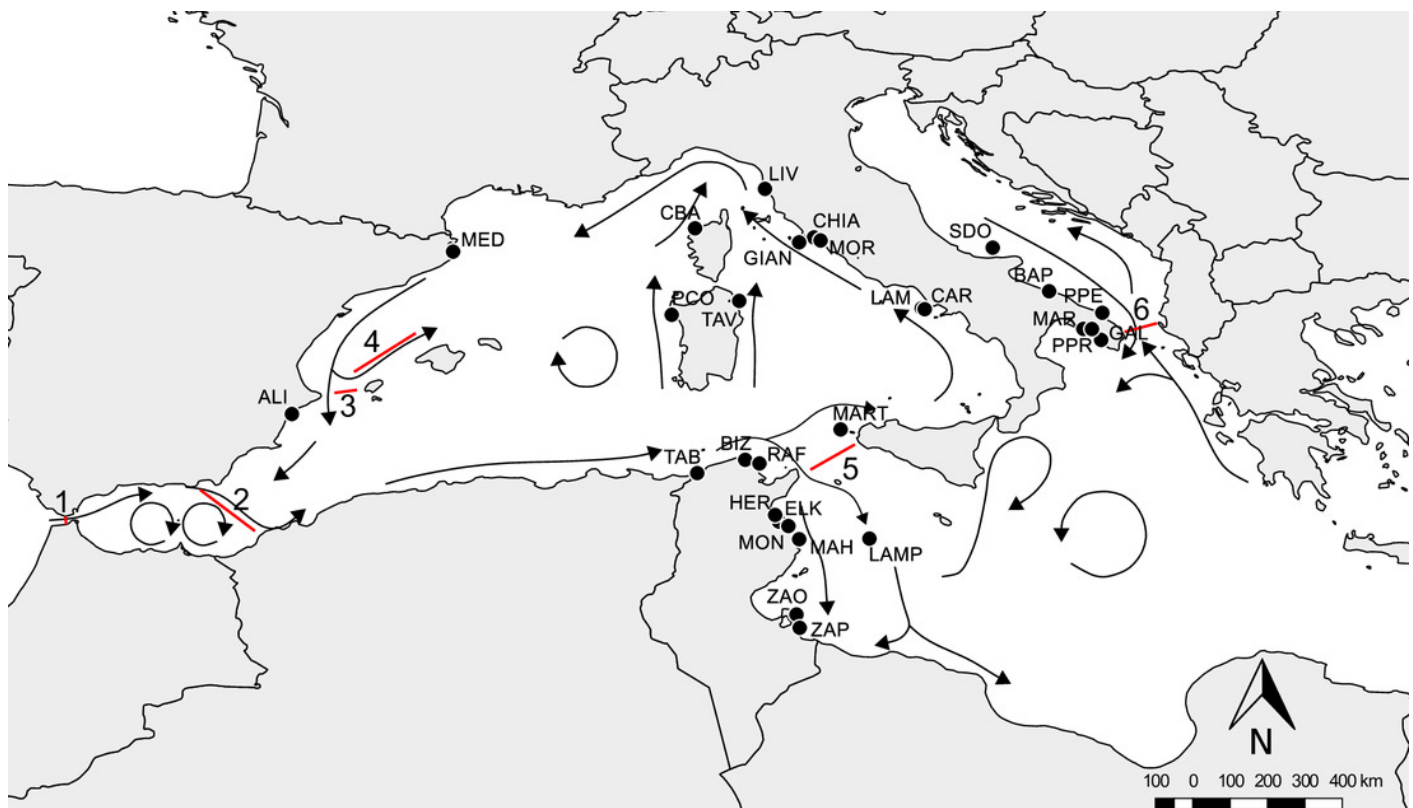 LIV
CBA
CHIA
MOR
GIAN
MED
SDO
BAP
PPE
PCO
TAV
LAM
CAR
MAR
GAL
6
PPR
4
3
ALI
MART
BIZ
RAF
TAB
5
1
2
HER
ELK
MON
MAH
LAMP
ZAO
ZAP
N
100 0 100 200 300 400 km